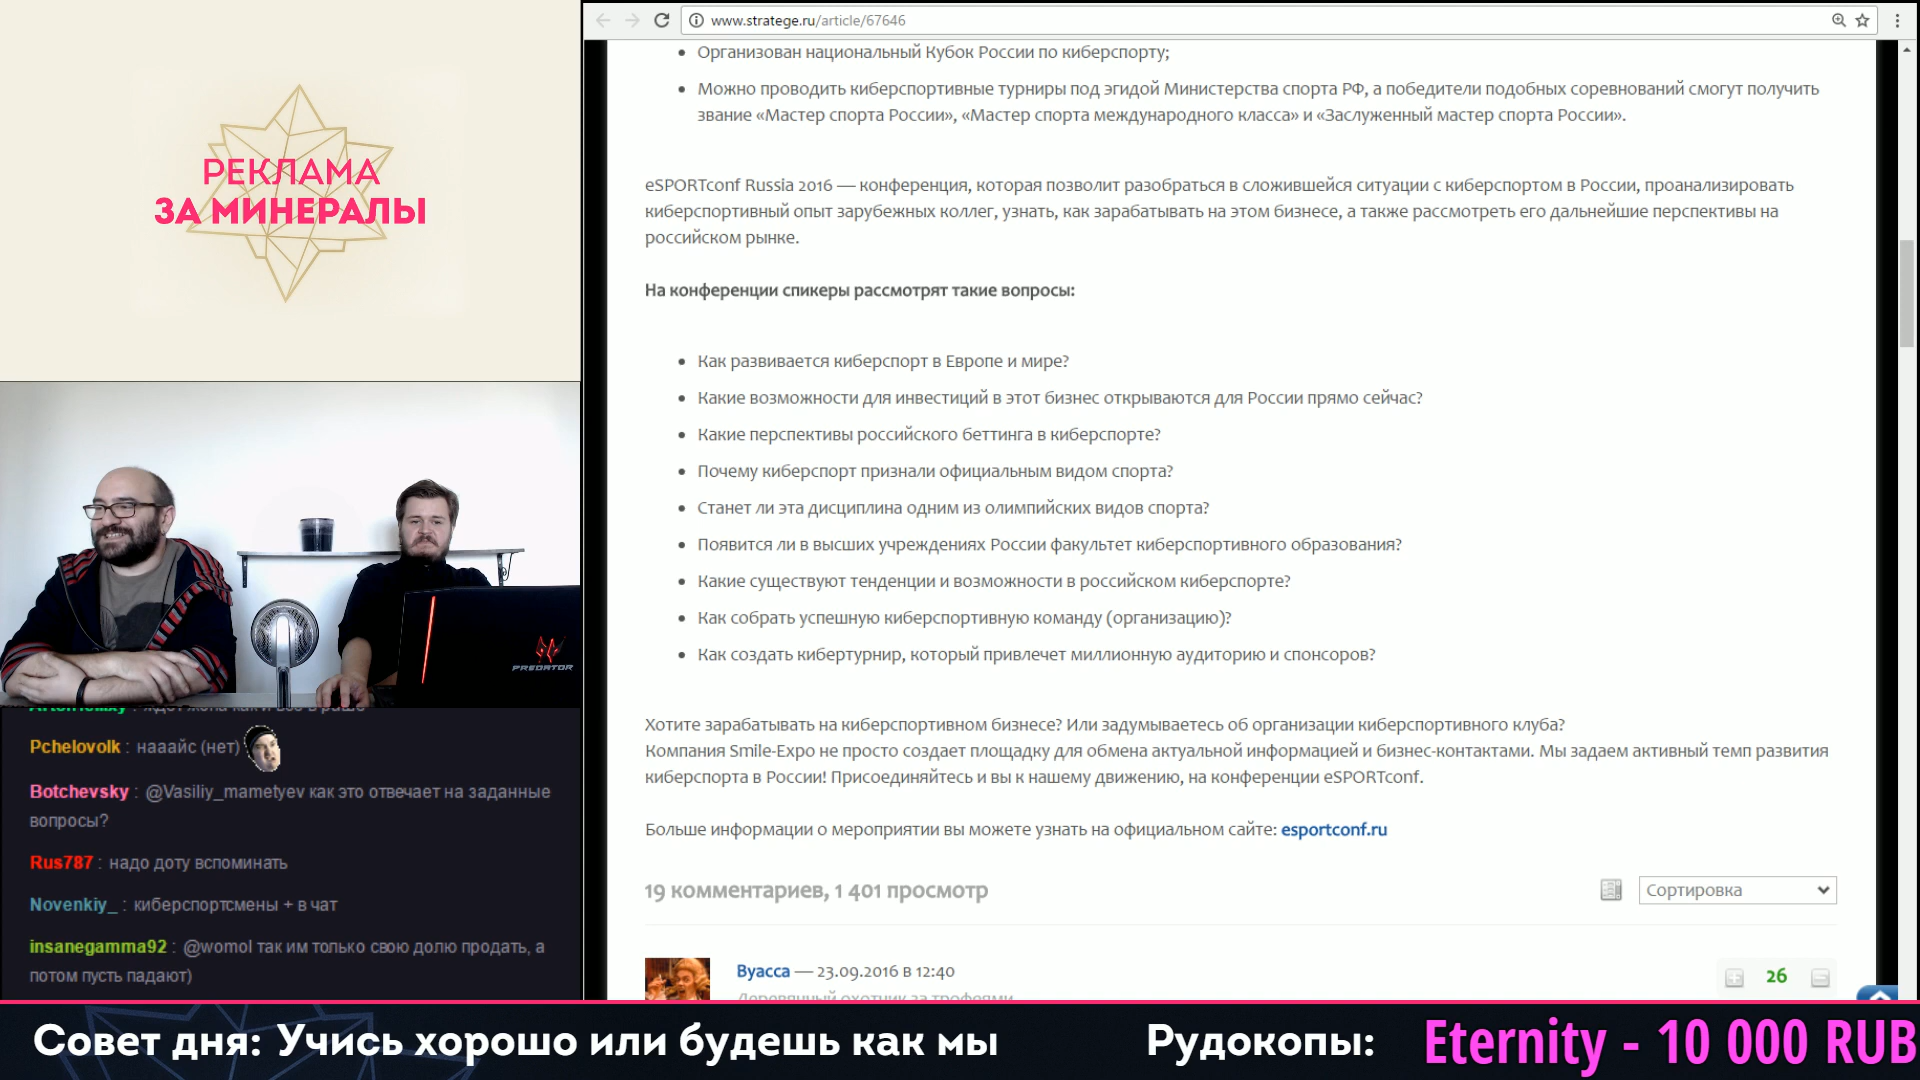 www.stratege.ru/article/67646
Организован национальный Кубок России по киберспорту;
Можно проводить киберспортивные турниры под эгидой Министерства спорта РФ, а победители подобных соревнований смогут получить
звание «Мастер спорта России», «Мастер спорта международного класса» и «Заслуженный мастер спорта России».
eSPORTconf Russia 2016 — конференция, которая позволит разобраться в сложившейся ситуации с киберспортом в России, проанализировать
киберспортивный опыт зарубежных коллег, узнать, как зарабатывать на этом бизнесе, а также рассмотреть его дальнейшие перспективы на
российском рынке.
На конференции спикеры рассмотрят такие вопросы:
Как развивается киберспорт в Европе и мире?
Какие возможности для инвестиций в этот бизнес открываются для России прямо сейчас?
Какие перспективы российского беттинга в киберспорте?
Почему киберспорт признали официальным видом спорта?
Станет ли эта дисциплина одним из олимпийских видов спорта?
Появится ли в высших учреждениях России факультет киберспортивного образования?
Какие существуют тенденции и возможности в российском киберспорте?
Как собрать успешную киберспортивную команду (организацию)?
Как создать кибертурнир, который привлечет миллионную аудиторию и спонсоров?
Хотите зарабатывать на киберспортивном бизнесе? Или задумываетесь об организации киберспортивного клуба?
Компания Smile-Expo не просто создает площадку для обмена актуальной информацией и бизнес-контактами. Мы задаем активный темп развития
киберспорта в России! Присоединяйтесь и вы к нашему движению, на конференции eSPORTconf.
Больше информации о мероприятии вы можете узнать на официальном сайте: esportconf.ru
19 комментариев, 1 401 просмотр
Сортировка
Вуасса — 23.09.2016 в 12:40
26
Деревянный охотник за трофеями
РЕКЛАМА
ЗА МИНЕРАЛЫ
PREDATOR
Pchelovolk : нааайс (нет)
Botchevsky : @Vasiliy_mametyev как это отвечает на заданные
вопросы?
Rus787 : надо доту вспоминать
Novenkiy_ : киберспортсмены + в чат
insanegamma92 : @womol так им только свою долю продать, а
потом пусть падают)
Совет дня: Учись хорошо или будешь как мы
Рудокопы:
Eternity - 10 000 RUB